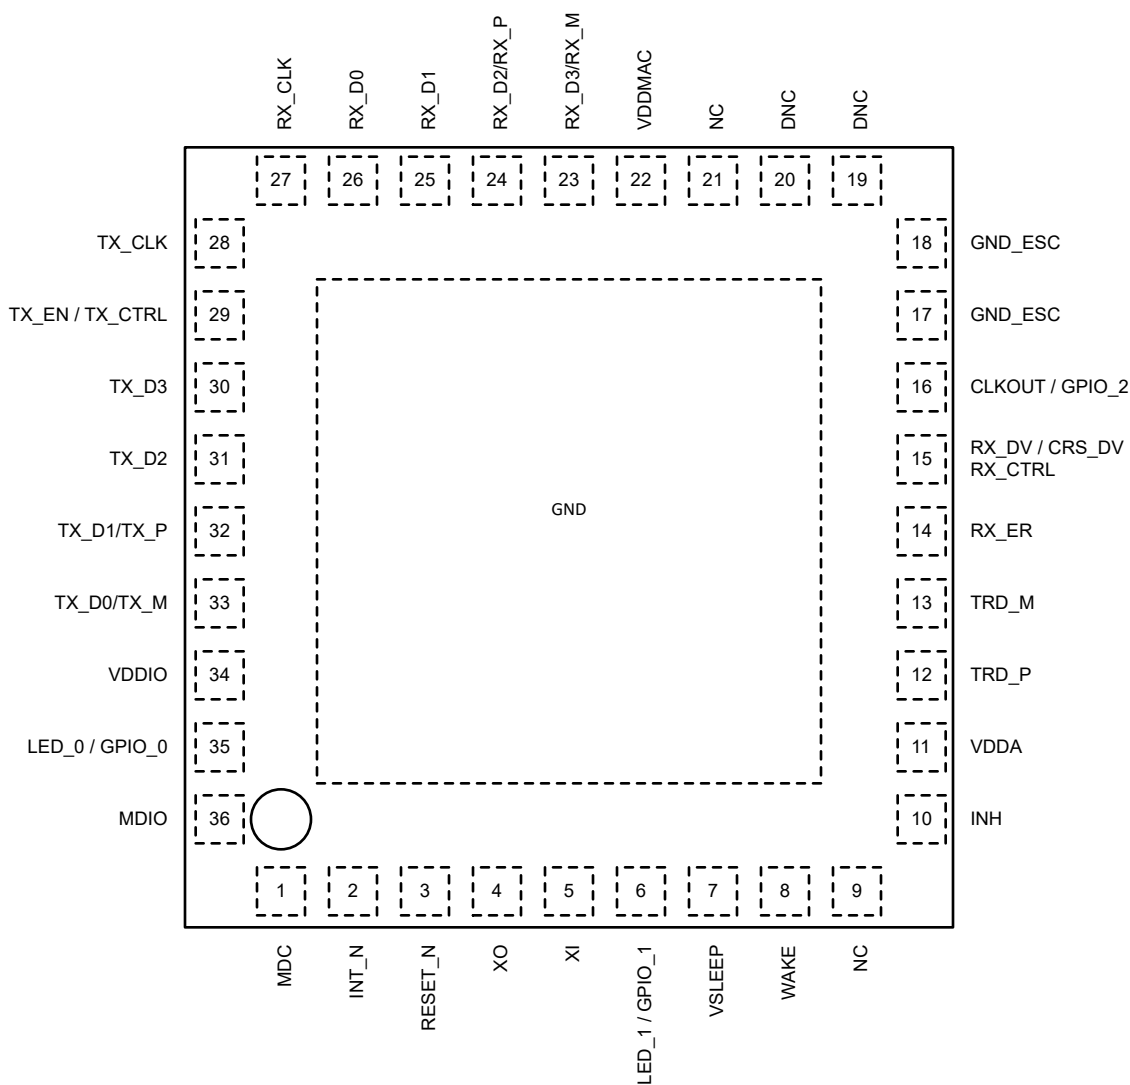 RX_CLK
RX_D0
RX_D1
RX_D2/RX_P
RX_D3/RX_M
VDDMAC
NC
DNC
DNC
27
26
25
24
23
22
21
20
19
TX_CLK
28
18
GND_ESC
TX_EN / TX_CTRL
29
17
GND_ESC
TX_D3
30
16
CLKOUT / GPIO_2
TX_D2
31
15
RX_DV / CRS_DV
RX_CTRL
GND
TX_D1/TX_P
32
14
RX_ER
TX_D0/TX_M
33
13
TRD_M
VDDIO
34
12
TRD_P
LED_0 / GPIO_0
35
11
VDDA
MDIO
36
10
INH
1
2
3
4
5
6
7
8
9
MDC
INT_N
RESET_N
XO
XI
LED_1 / GPIO_1
VSLEEP
WAKE
NC